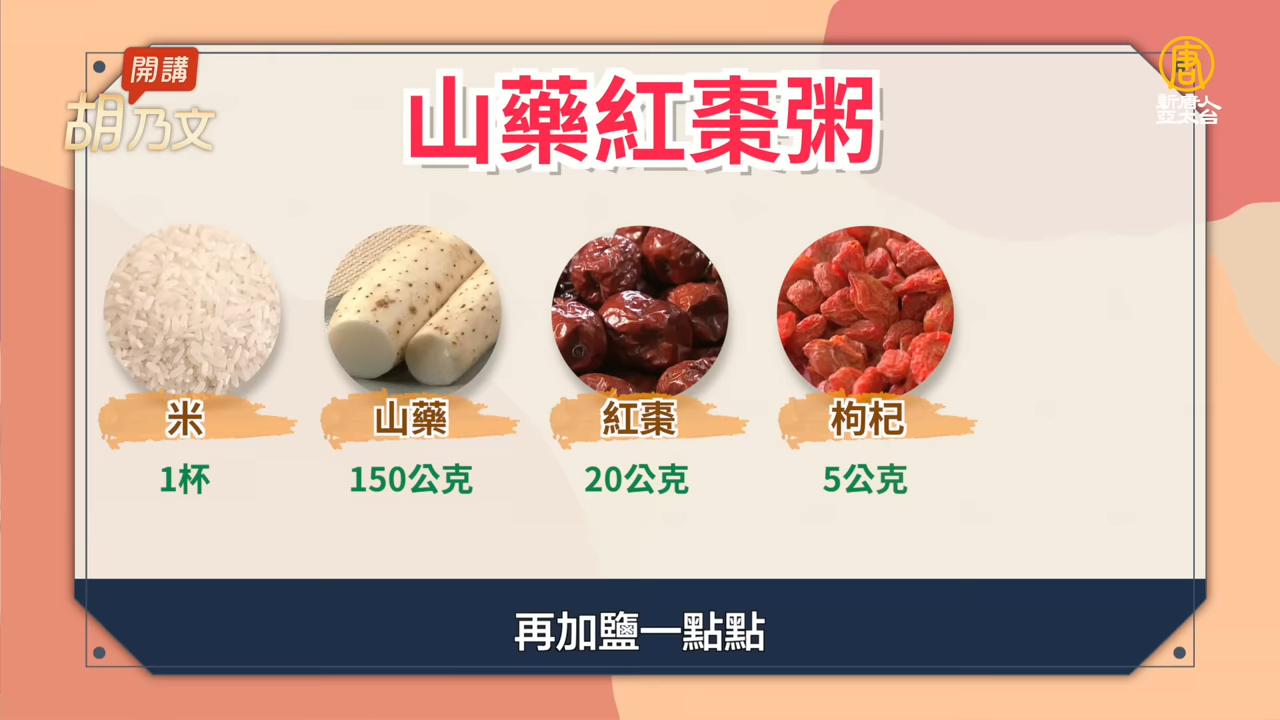 開講
胡乃文
唐
新唐人
亞太台
山藥紅棗粥
米
山藥
紅棗
枸杞
1杯
150公克
20公克
5公克
再加鹽一點點